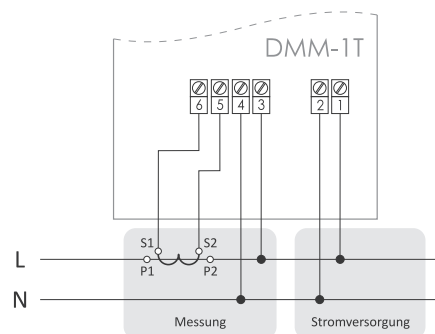 DMM-1T
6 5 4 3 2 1
S1 S2
L
P1 P2
N
Messung Stromversorgung